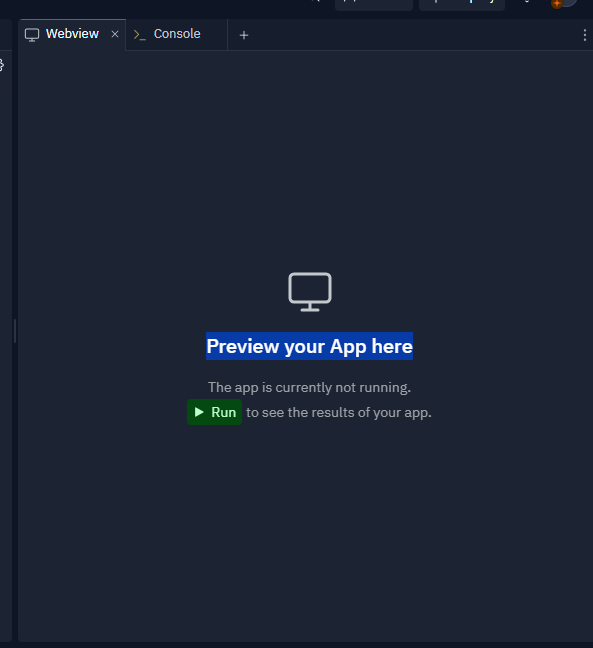 Webview
Console
Preview your App here
The app is currently not running.
Run to see the results of your app.